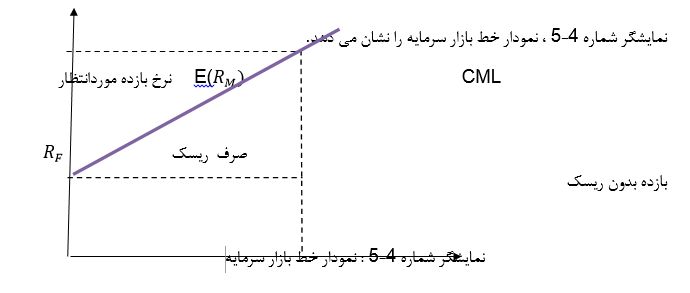 نمایشگر شماره 4-5 ، نمودار خط بازار سرمایه را نشان می دهد.
نرخ بازده موردانتظار E(R_M) CML
R_F
صرف ریسک
بازده بدون ریسک
نمایشگر شماره 4-5 : نمودار خط بازار سرمایه